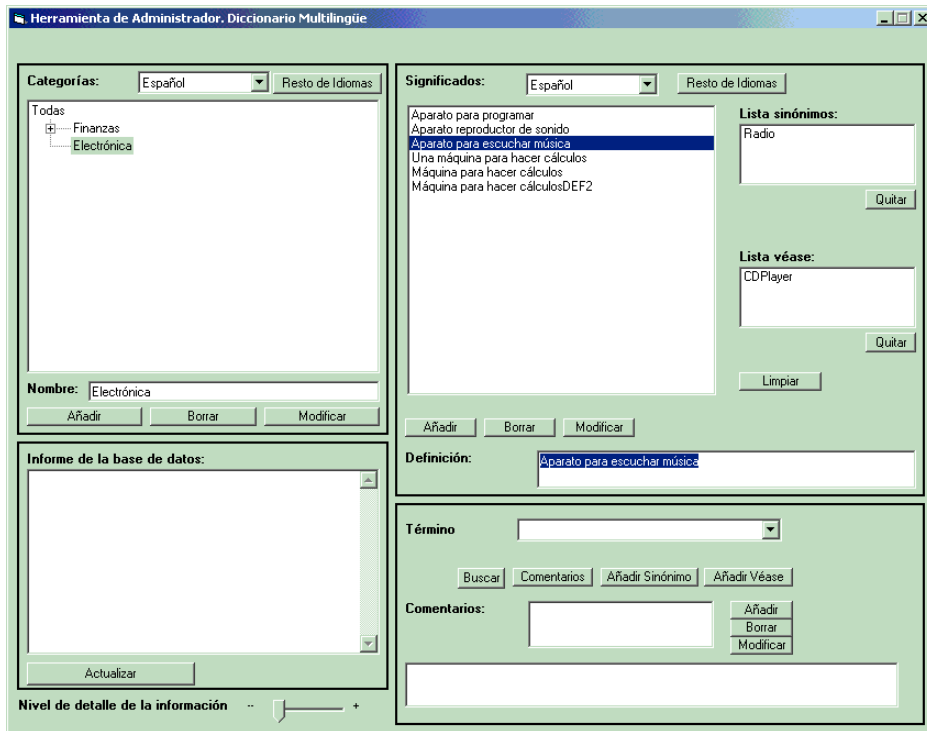 Herramienta de Administrador. Diccionario Multilingüe
Categorías:
Español
Resto de Idiomas
Todas
Finanzas
Electrónica
Nombre:
Electrónica
Añadir
Borrar
Modificar
Informe de la base de datos:
Actualizar
Nivel de detalle de la información
--
+
Significados:
Español
Resto de Idiomas
Aparato para programar
Aparato reproductor de sonido
Aparato para escuchar música
Una máquina para hacer cálculos
Máquina para hacer cálculos
Máquina para hacer cálculosDEF2
Lista sinónimos:
Radio
Quitar
Lista véase:
CDPlayer
Quitar
Limpiar
Añadir
Borrar
Modificar
Definición:
Aparato para escuchar música
Término
Buscar
Comentarios
Añadir Sinónimo
Añadir Véase
Comentarios:
Añadir
Borrar
Modificar